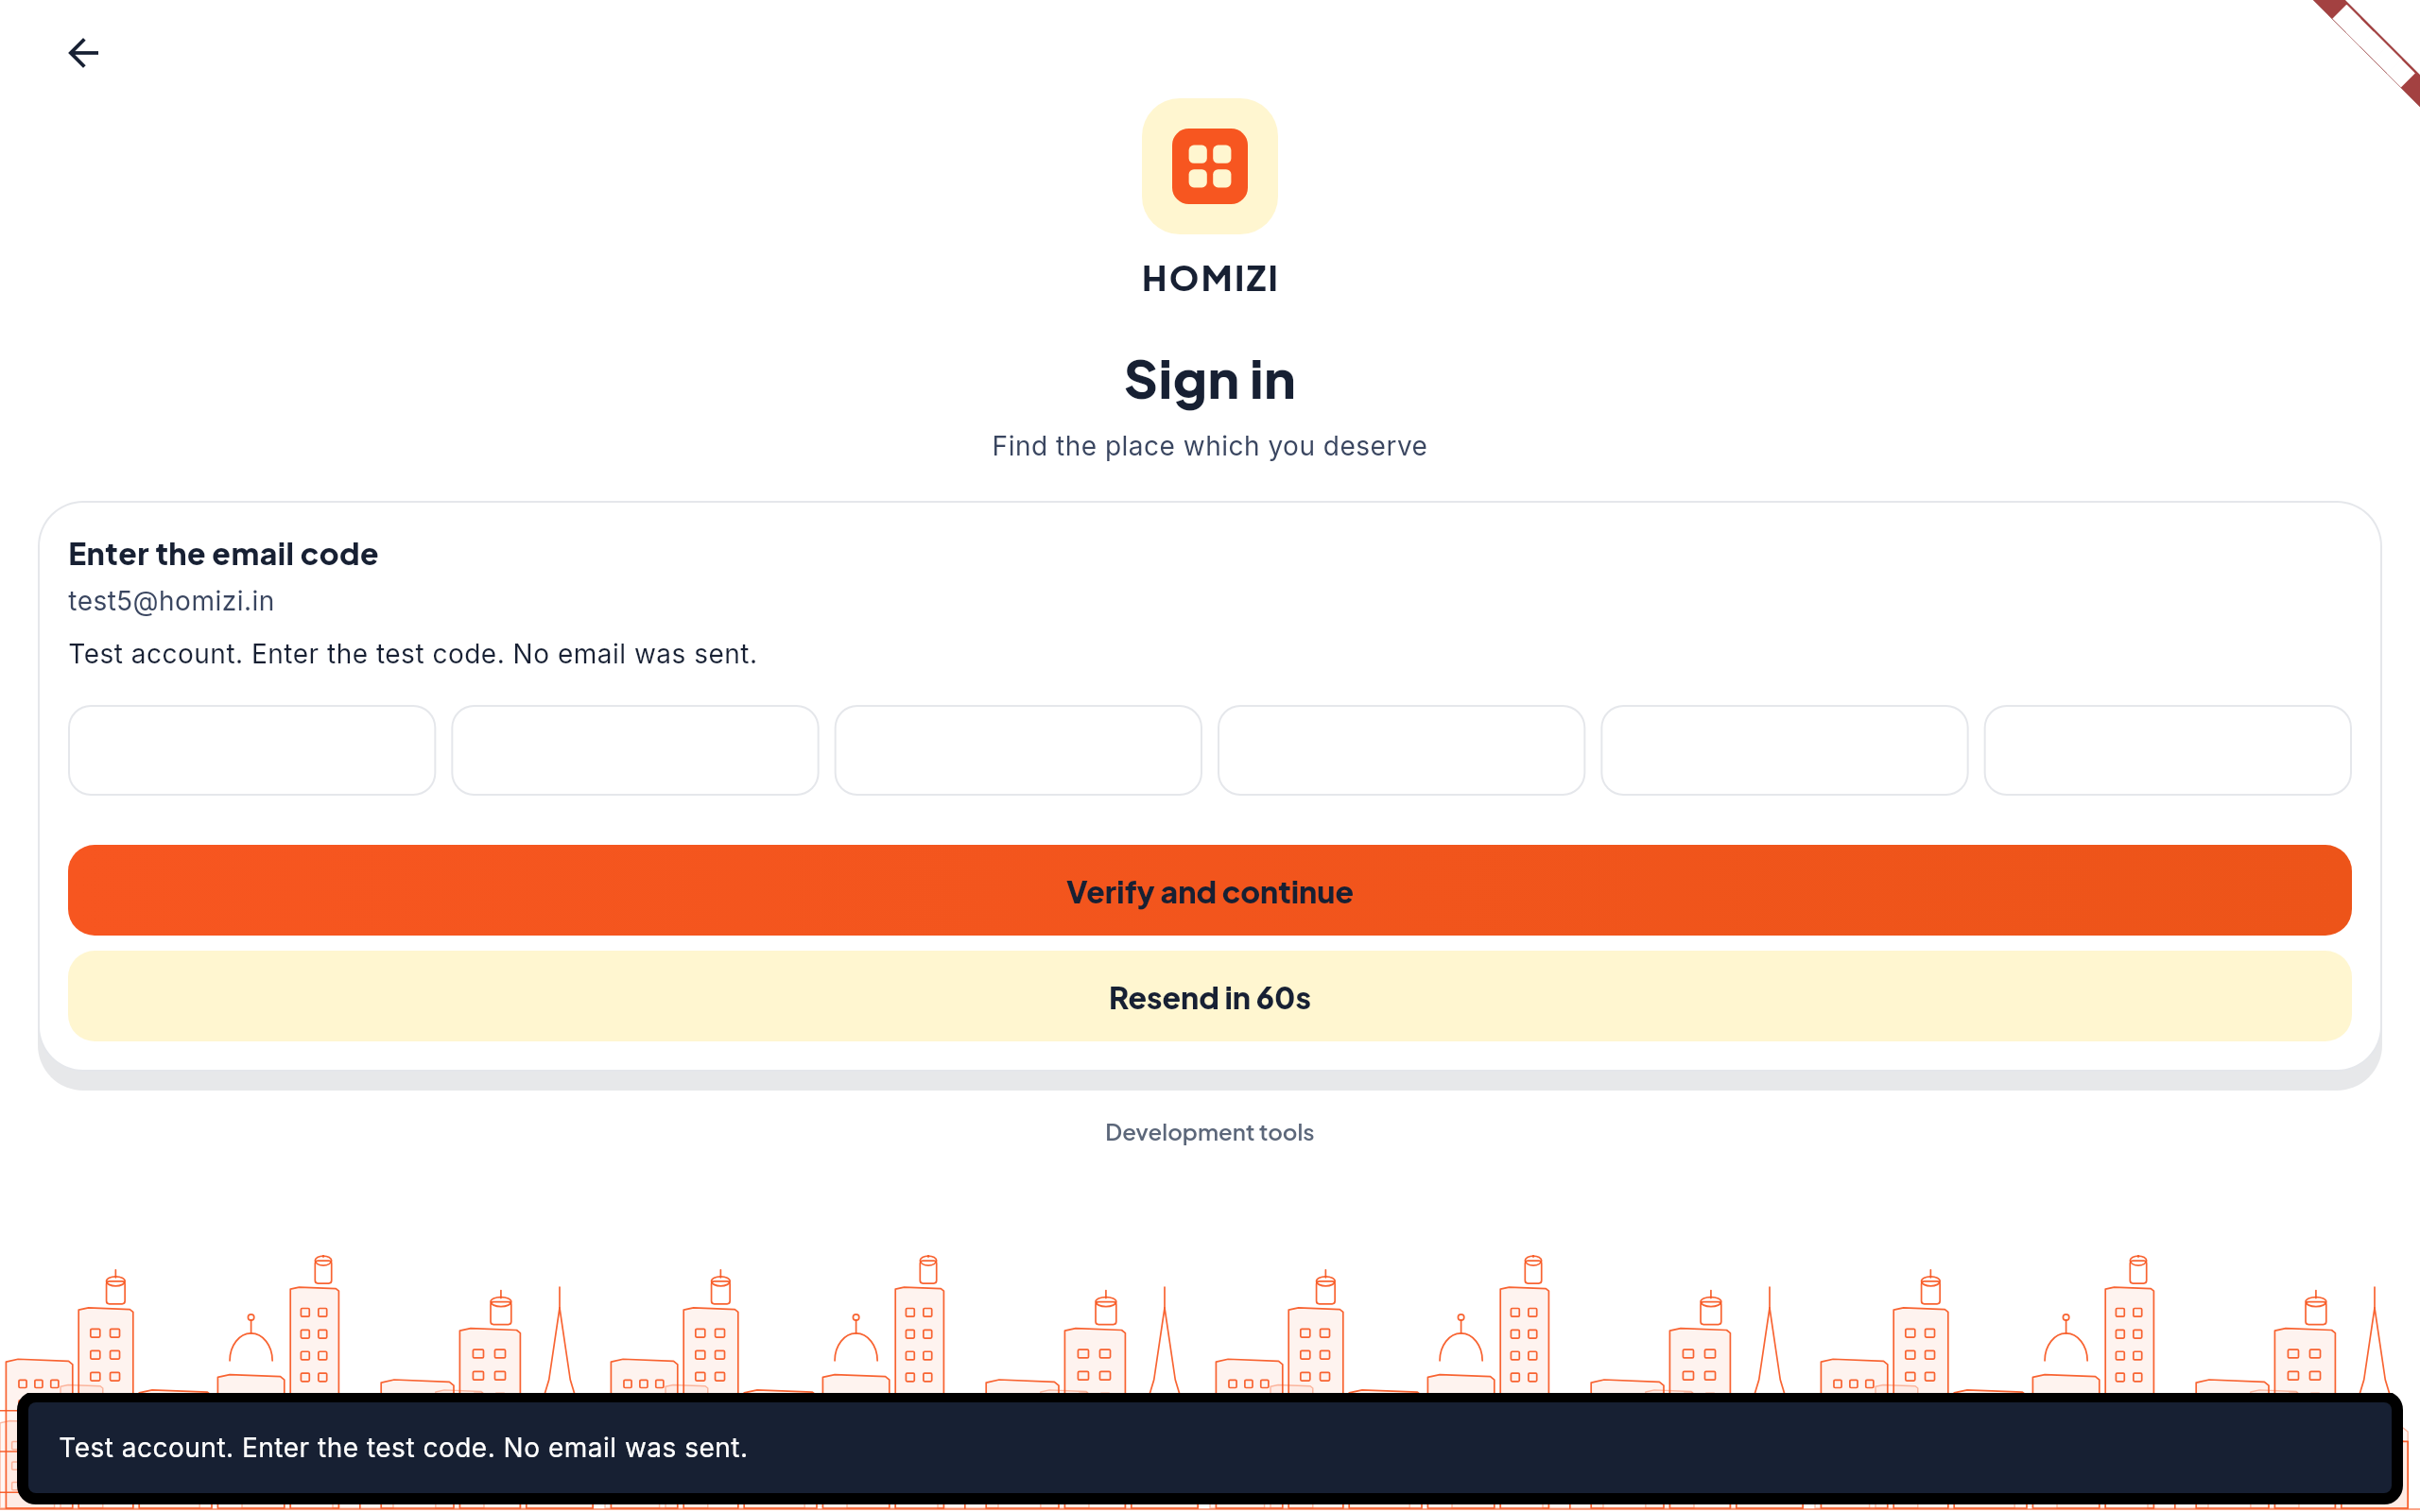 HOMIZI
Sign in
Find the place which you deserve
Enter the email code
test5@homizi.in
Test account. Enter the test code. No email was sent.
Verify and continue
Resend in 60s
Development tools
Test account. Enter the test code. No email was sent.